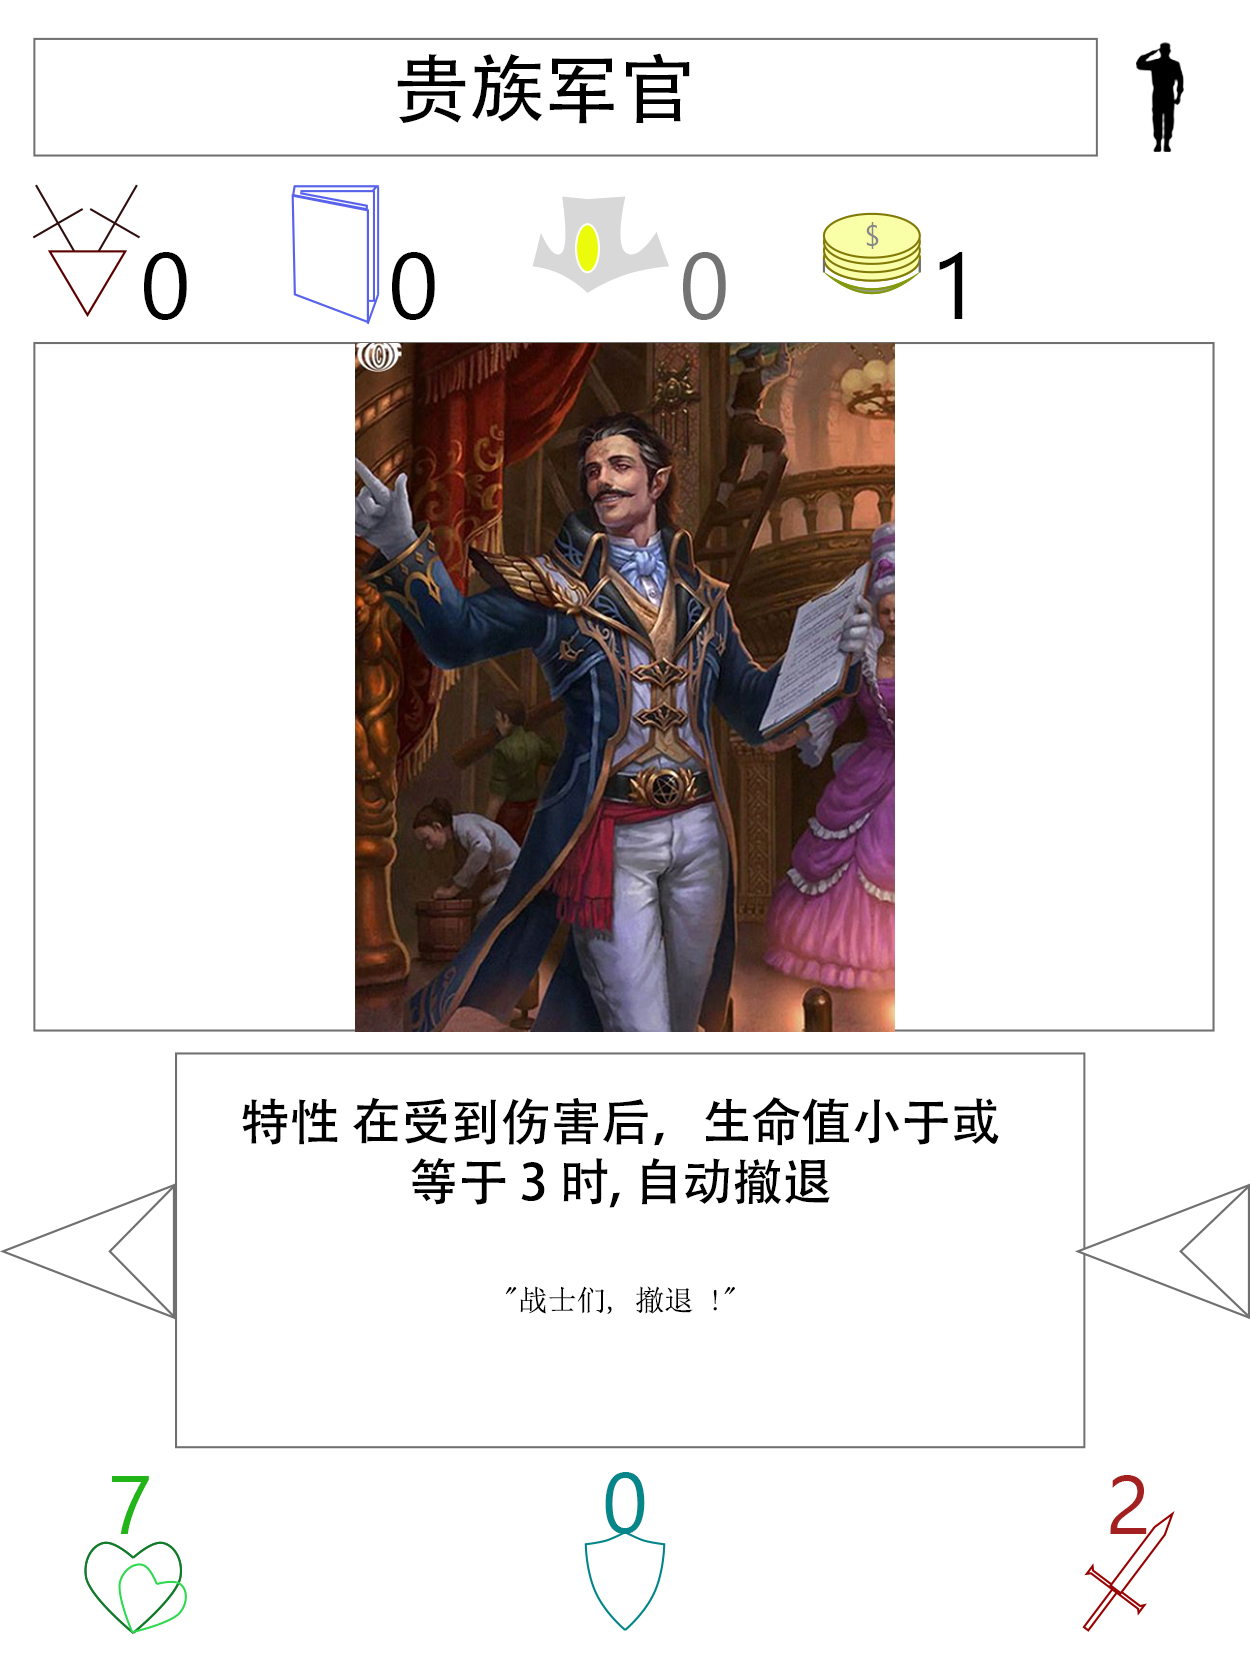 贵族军官
0 0 0 $ 1
特性 在受到伤害后，生命值小于或
等于 3 时, 自动撤退
"战士们, 撤退 !"
7 0 2